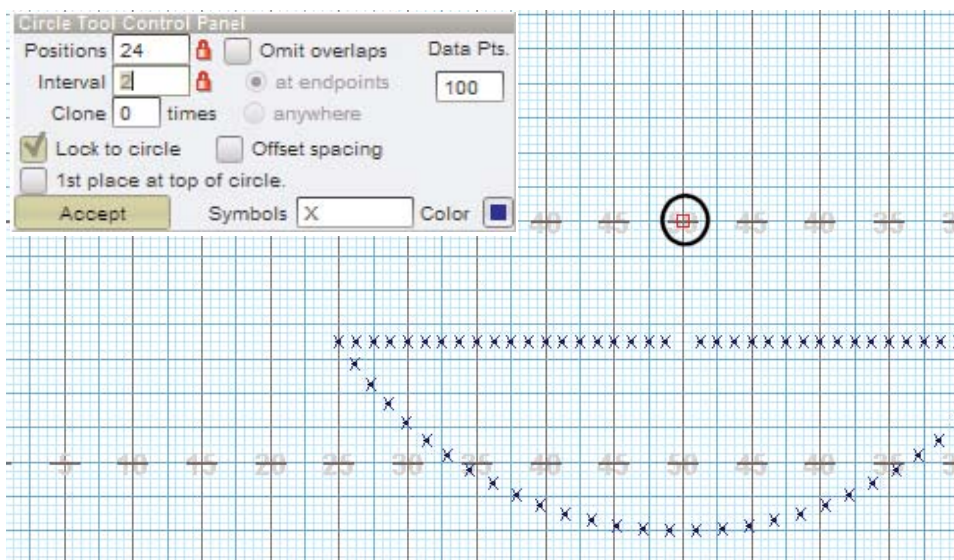 Circle Tool Control Panel
Positions 24 Omit overlaps Data Pts.
Interval 2 at endpoints 100
Clone 0 times anywhere
Lock to circle Offset spacing
1st place at top of circle.
Accept Symbols X Color
40 45 50 45 40 35 3
5 10 15 20 25 30 35 40 45 50 45 40 35 3